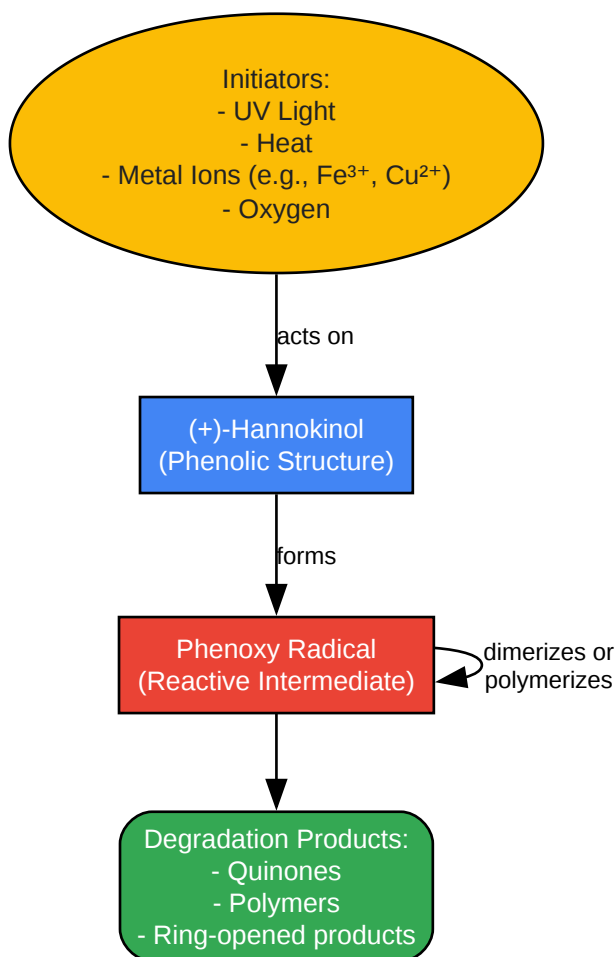 Initiators:
- UV Light
- Heat
- Metal Ions (e.g., Fe³⁺, Cu²⁺)
- Oxygen
acts on
(+)-Hannokinol
(Phenolic Structure)
forms
Phenoxy Radical
(Reactive Intermediate)
dimerizes or
polymerizes
Degradation Products:
- Quinones
- Polymers
- Ring-opened products